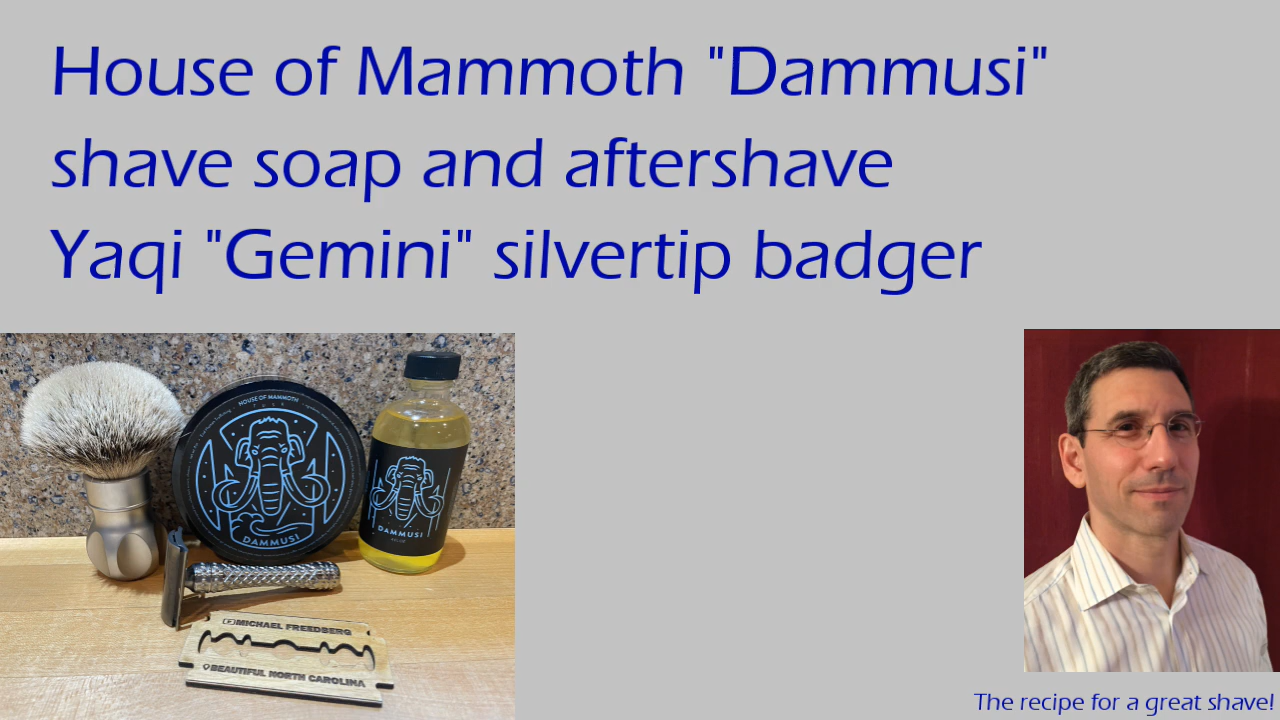 House of Mammoth "Dammusi"
shave soap and aftershave
Yaqi "Gemini" silvertip badger
HOUSE OF MAMMOTH
TUSK
DAMMUSI
DAMMUSI
MICHAEL FREEDBERG
BEAUTIFUL NORTH CAROLINA
The recipe for a great shave!